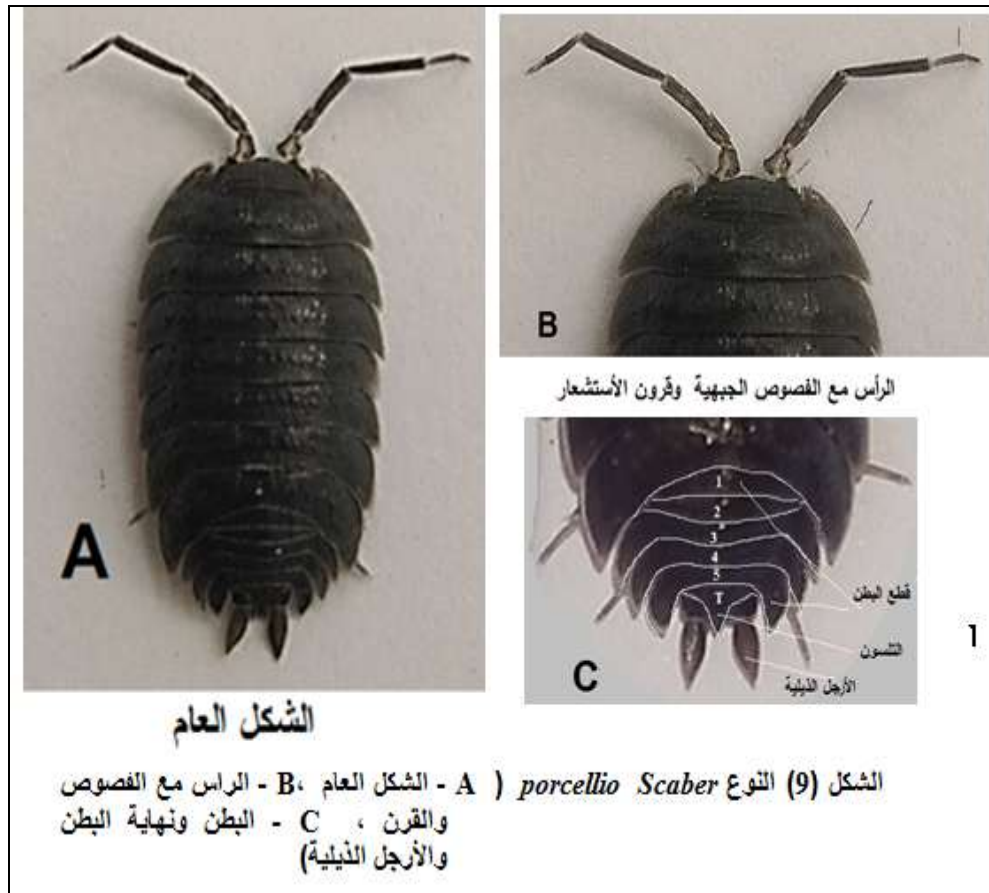 A
الشكل العام
B
الرأس مع الفصوص الجبهية وقرون الأستشعار
1
2
3
4
5
T
قطع البطن
التلسون
الأرجل الذيلية
C
1
الشكل (9) النوع porcellio Scaber ( A - الشكل العام ،B - الراس مع الفصوص
والقرن ، C - البطن ونهاية البطن
والأرجل الذيلية)